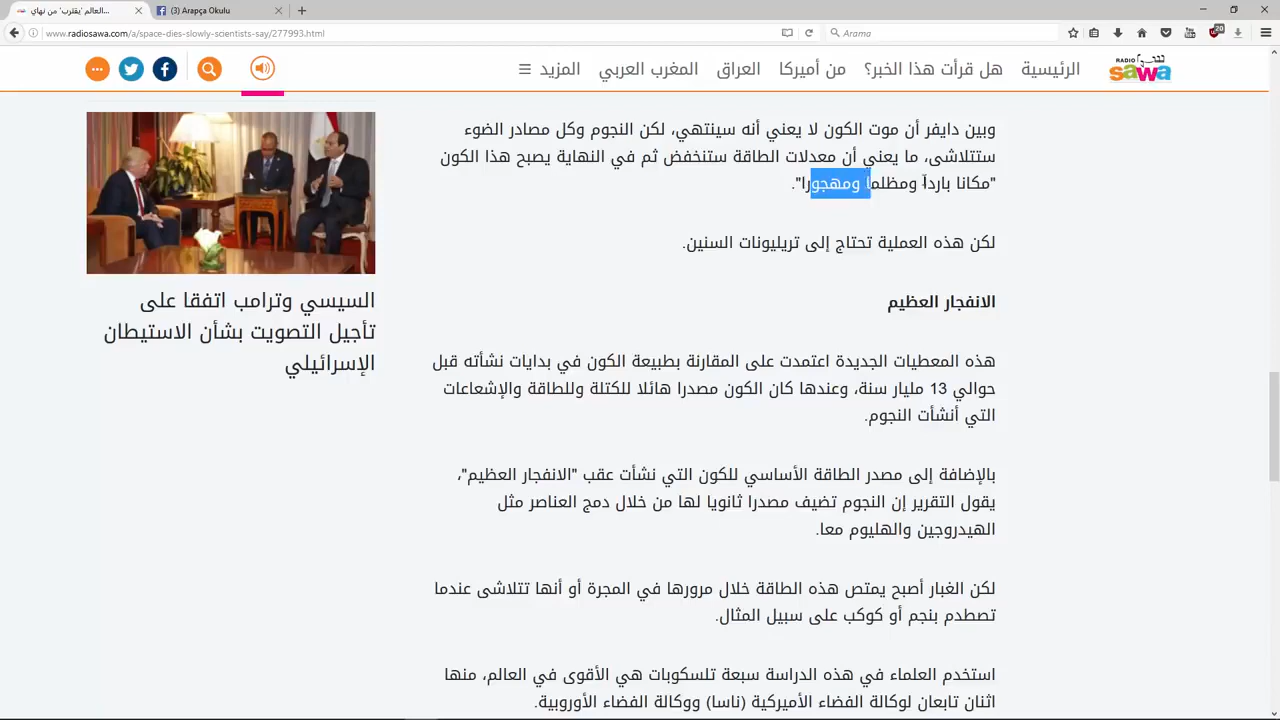 العالم "يقترب" من نهاي...
(3) Arapça Okulu
www.radiosawa.com/a/space-dies-slowly-scientists-say/277993.html
Arama
20
RADIO سوا
sawa
الرئيسية
هل قرأت هذا الخبر؟
من أميركا
العراق
المغرب العربي
المزيد
وبين دايفر أن موت الكون لا يعني أنه سينتهي، لكن النجوم وكل مصادر الضوء
ستتلاشى، ما يعني أن معدلات الطاقة ستنخفض ثم في النهاية يصبح هذا الكون
"مكانا باردا ومظلما ومهجورا".
لكن هذه العملية تحتاج إلى تريليونات السنين.
الانفجار العظيم
هذه المعطيات الجديدة اعتمدت على المقارنة بطبيعة الكون في بدايات نشأته قبل
حوالي 13 مليار سنة، وعندها كان الكون مصدرا هائلا للكتلة وللطاقة والإشعاعات
التي أنشأت النجوم.
بالإضافة إلى مصدر الطاقة الأساسي للكون التي نشأت عقب "الانفجار العظيم"،
يقول التقرير إن النجوم تضيف مصدرا ثانويا لها من خلال دمج العناصر مثل
الهيدروجين والهليوم معا.
لكن الغبار أصبح يمتص هذه الطاقة خلال مرورها في المجرة أو أنها تتلاشى عندما
تصطدم بنجم أو كوكب على سبيل المثال.
استخدم العلماء في هذه الدراسة سبعة تلسكوبات هي الأقوى في العالم، منها
اثنان تابعان لوكالة الفضاء الأميركية (ناسا) ووكالة الفضاء الأوروبية.
السيسي وترامب اتفقا على
تأجيل التصويت بشأن الاستيطان
الإسرائيلي